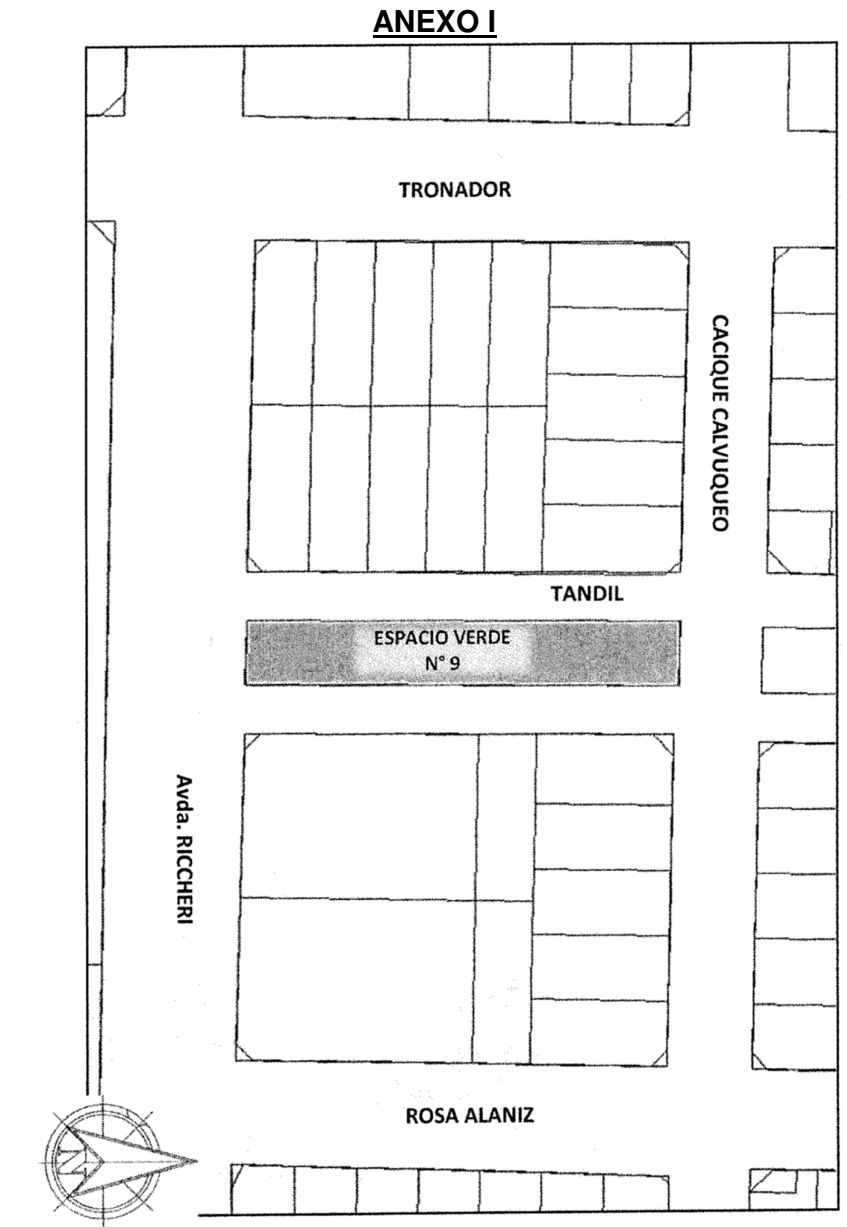 ANEXO I
TRONADOR
CACIQUE CALVUQUEO
TANDIL
ESPACIO VERDE
N° 9
Avda. RICCHERI
ROSA ALANIZ
N